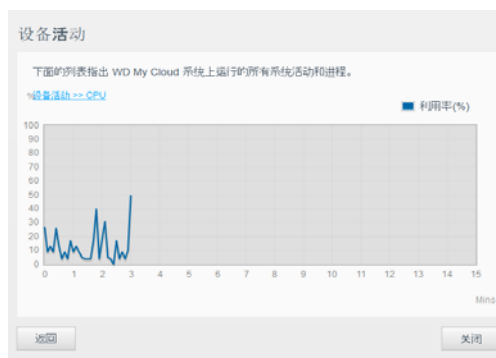 设备活动
下面的列表指出 WD My Cloud 系统上运行的所有系统活动和进程。
%设备活动 >> CPU
利用率(%)
100
90
80
70
60
50
40
30
20
10
0
0 1 2 3 4 5 6 7 8 9 10 11 12 13 14 15
Mins
返回 关闭